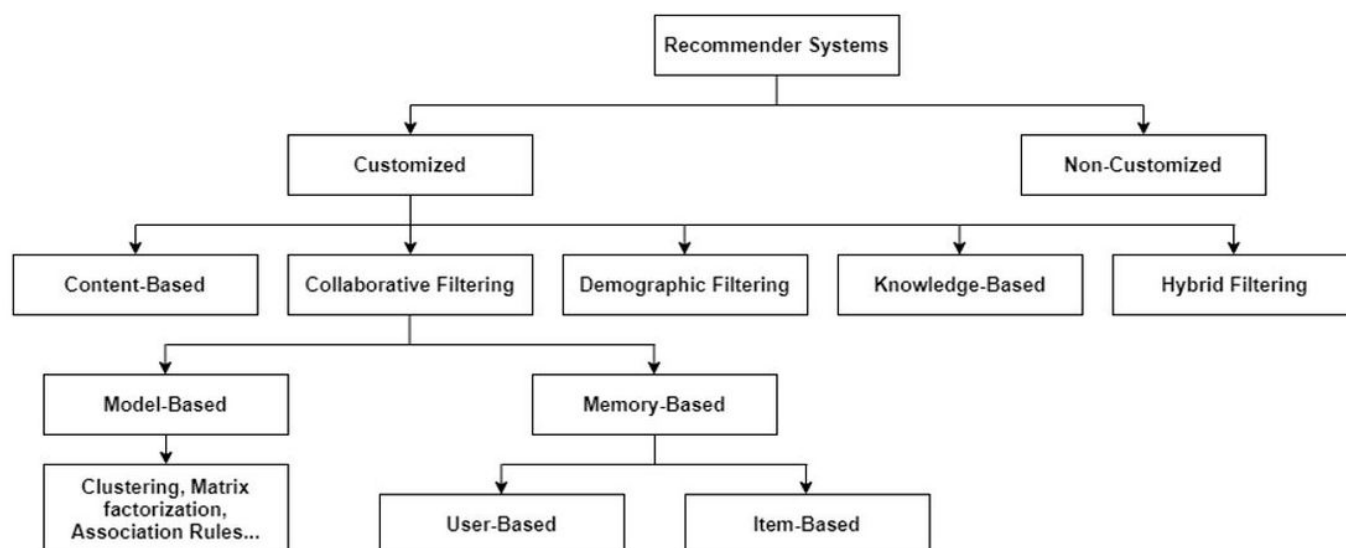 Recommender Systems
Customized
Non-Customized
Content-Based
Collaborative Filtering
Demographic Filtering
Knowledge-Based
Hybrid Filtering
Model-Based
Memory-Based
Clustering, Matrix
factorization,
Association Rules...
User-Based
Item-Based